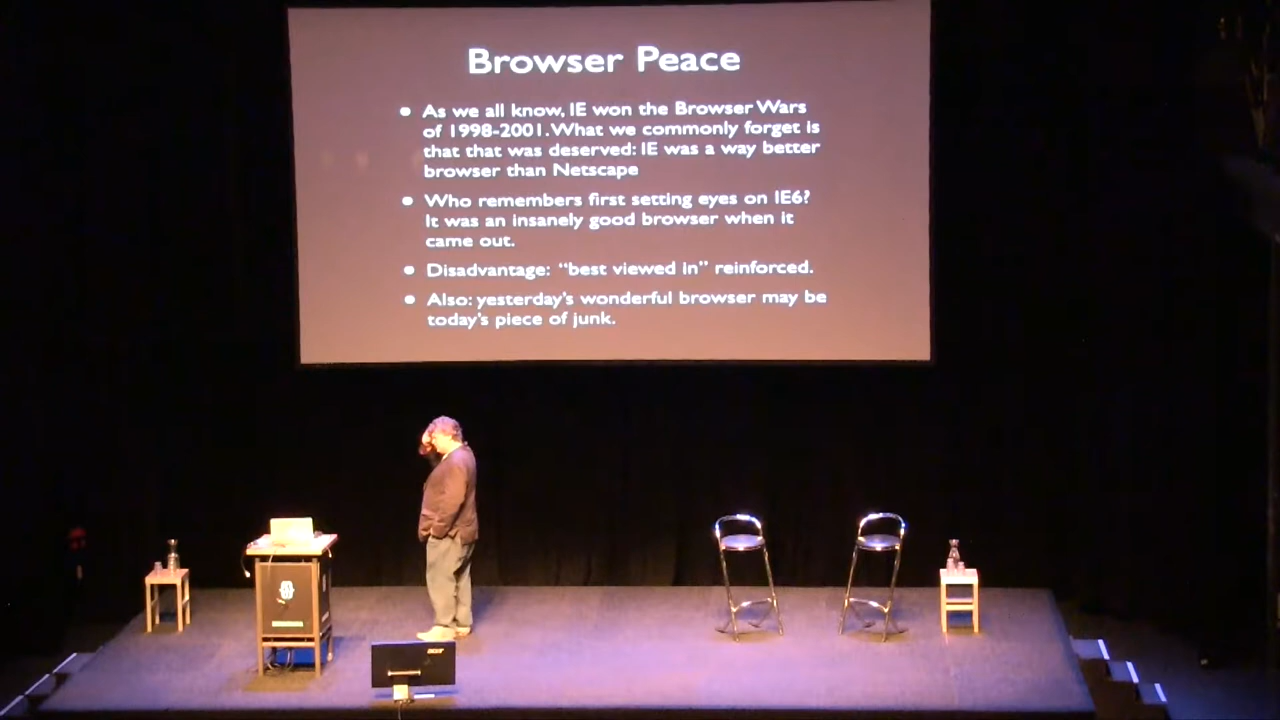 Browser Peace
• As we all know, IE won the Browser Wars
of 1998-2001. What we commonly forget is
that that was deserved: IE was a way better
browser than Netscape
• Who remembers first setting eyes on IE6?
It was an insanely good browser when it
came out.
• Disadvantage: “best viewed in” reinforced.
• Also: yesterday’s wonderful browser may be
today’s piece of junk.